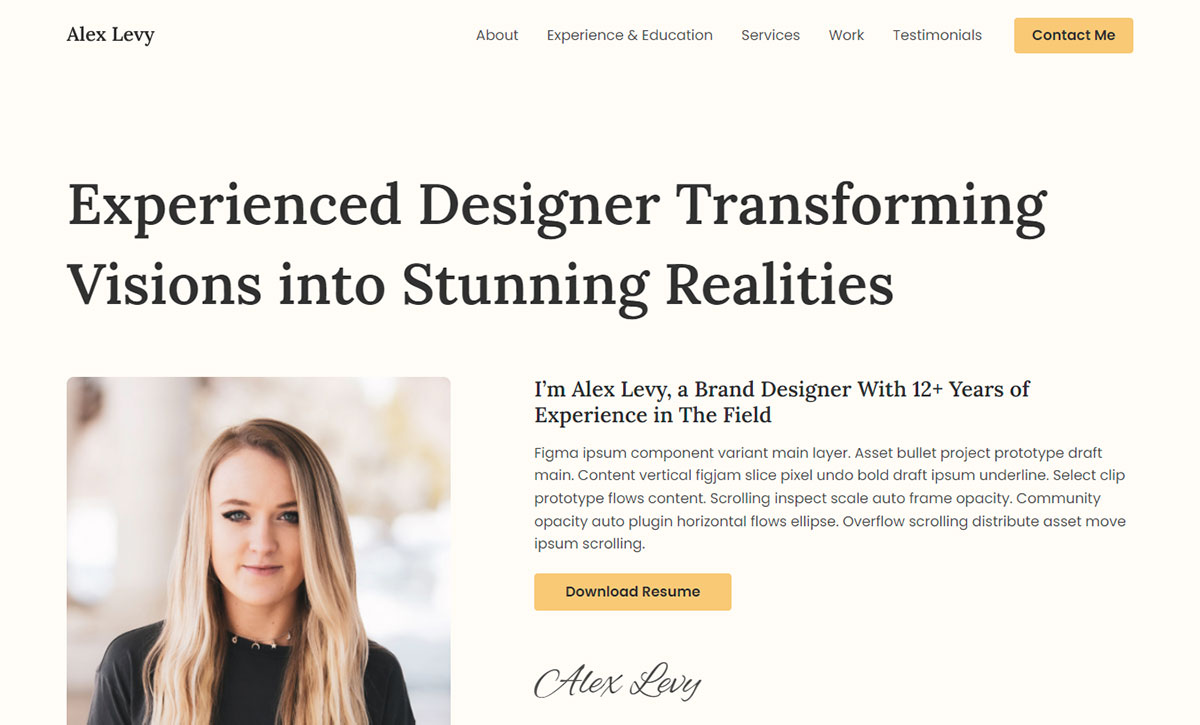 Alex Levy
About
Experience & Education
Services
Work
Testimonials
Contact Me
Experienced Designer Transforming
Visions into Stunning Realities
I’m Alex Levy, a Brand Designer With 12+ Years of
Experience in The Field
Figma ipsum component variant main layer. Asset bullet project prototype draft
main. Content vertical figjam slice pixel undo bold draft ipsum underline. Select clip
prototype flows content. Scrolling inspect scale auto frame opacity. Community
opacity auto plugin horizontal flows ellipse. Overflow scrolling distribute asset move
ipsum scrolling.
Download Resume
Alex Levy